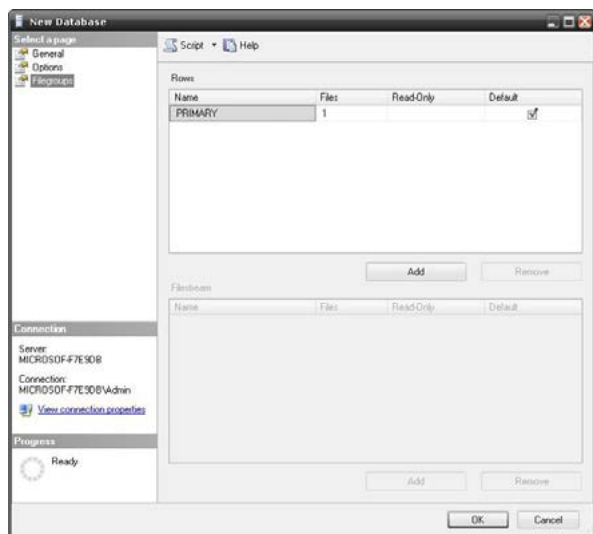 New Database
Select a page
General
Options
Filegroups
Script
Help
Rows
Name Files Read-Only Default
PRIMARY 1
Add Remove
Filestream
Name Files Read-Only Default
Add Remove
Connection
Server:
MICROSOF-F7E9DB
Connection:
MICROSOF-F7E9DB\Admin
View connection properties
Progress
Ready
OK Cancel